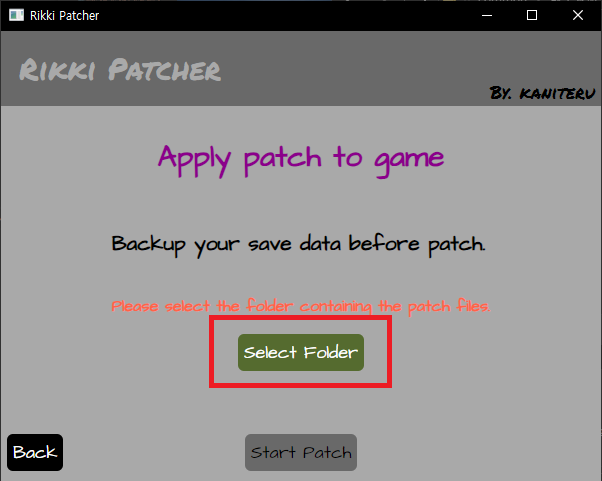 Rikki Patcher
Rikki Patcher
By. kaniteru
Apply patch to game
Backup your save data before patch.
Please select the folder containing the patch files.
Select Folder
Back
Start Patch